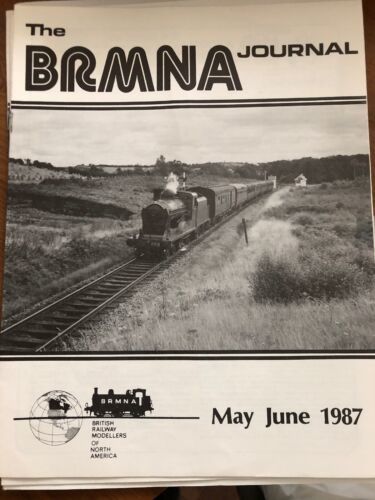 The
BRMNA JOURNAL
BRMNA
BRITISH
RAILWAY
MODELLERS
OF
NORTH
AMERICA
May June 1987